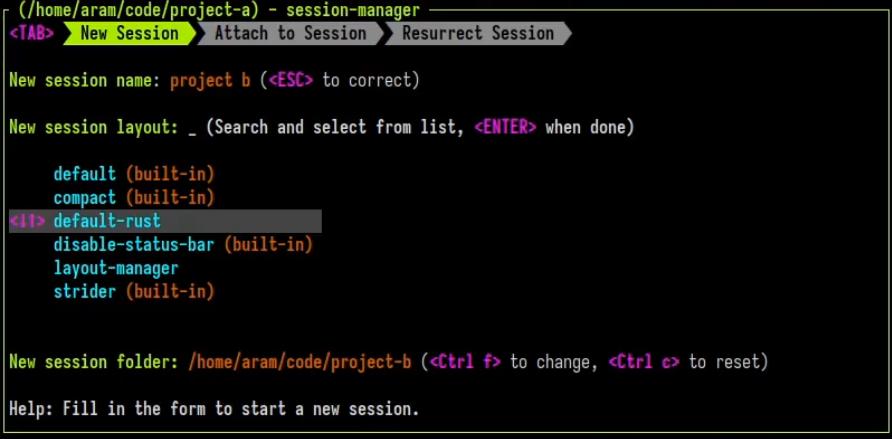 (/home/aram/code/project-a) - session-manager
<TAB> New Session Attach to Session Resurrect Session
New session name: project b (<ESC> to correct)
New session layout: _ (Search and select from list, <ENTER> when done)
default (built-in)
compact (built-in)
<↓↑> default-rust
disable-status-bar (built-in)
layout-manager
strider (built-in)
New session folder: /home/aram/code/project-b (<Ctrl f> to change, <Ctrl c> to reset)
Help: Fill in the form to start a new session.